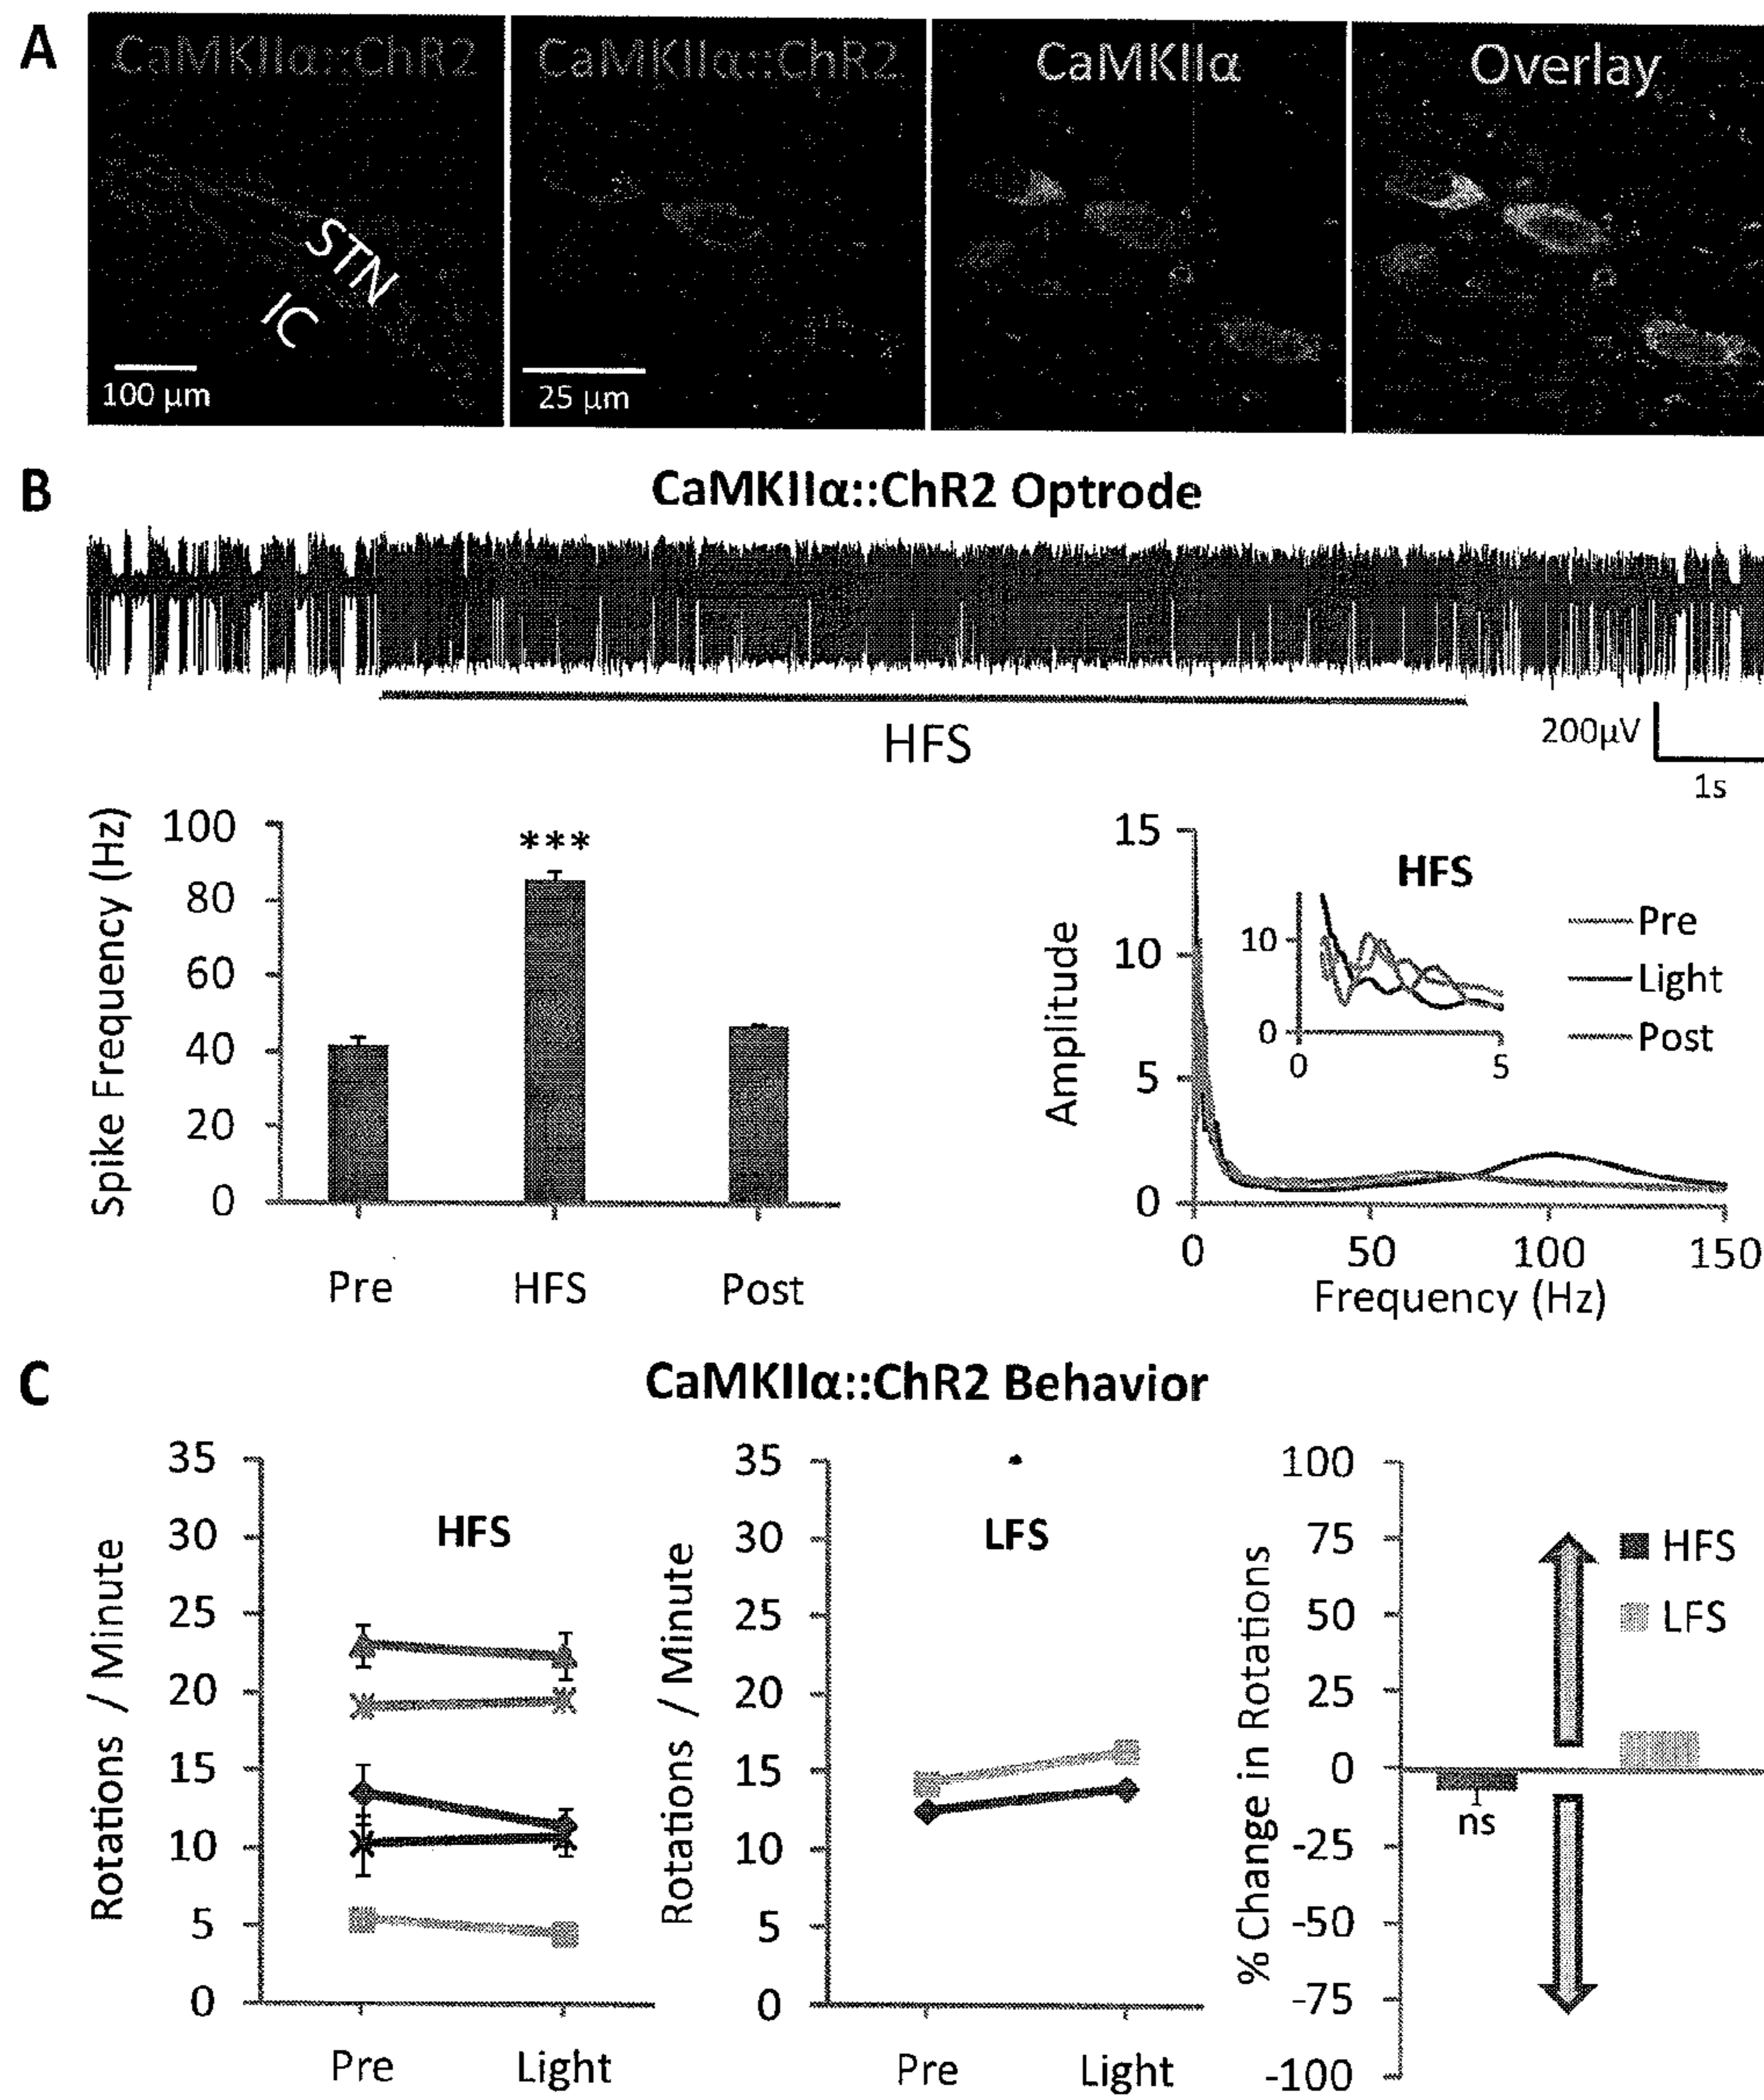 A
CaMKIIα::ChR2
CaMKIIα::ChR2
CaMKIIα
Overlay
STN
IC
100 µm
25 µm
B
CaMKIIα::ChR2 Optrode
HFS
200µV
1s
Spike Frequency (Hz)
100
80
60
40
20
0
***
Pre
HFS
Post
Amplitude
15
10
5
0
HFS
10
0
0
5
Pre
Light
Post
0
50
100
150
Frequency (Hz)
C
CaMKIIα::ChR2 Behavior
Rotations / Minute
35
30
25
20
15
10
5
0
HFS
Pre
Light
Rotations / Minute
35
30
25
20
15
10
5
0
LFS
Pre
Light
% Change in Rotations
100
75
50
25
0
-25
-50
-75
-100
ns
HFS
LFS